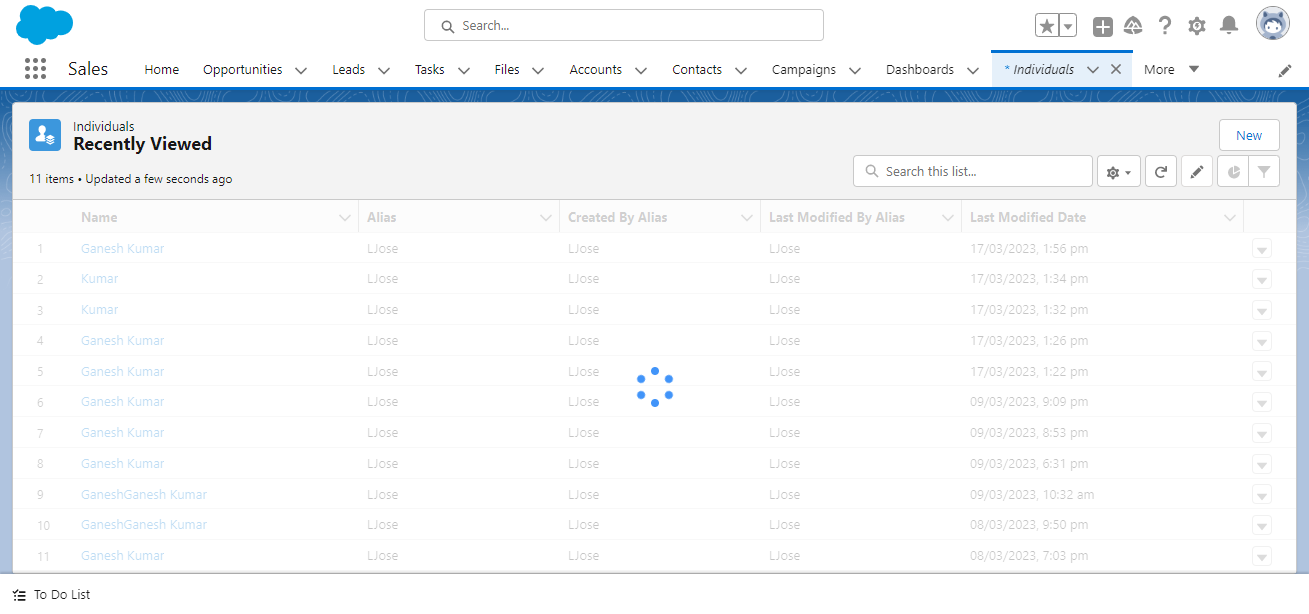 Search...
Sales Home Opportunities Leads Tasks Files Accounts Contacts Campaigns Dashboards * Individuals More
Individuals
Recently Viewed
New
11 items • Updated a few seconds ago
Search this list...
Name Alias Created By Alias Last Modified By Alias Last Modified Date
1 Ganesh Kumar LJose LJose LJose 17/03/2023, 1:56 pm
2 Kumar LJose LJose LJose 17/03/2023, 1:34 pm
3 Kumar LJose LJose LJose 17/03/2023, 1:32 pm
4 Ganesh Kumar LJose LJose LJose 17/03/2023, 1:26 pm
5 Ganesh Kumar LJose LJose LJose 17/03/2023, 1:22 pm
6 Ganesh Kumar LJose LJose LJose 09/03/2023, 9:09 pm
7 Ganesh Kumar LJose LJose LJose 09/03/2023, 8:53 pm
8 Ganesh Kumar LJose LJose LJose 09/03/2023, 6:31 pm
9 GaneshGanesh Kumar LJose LJose LJose 09/03/2023, 10:32 am
10 GaneshGanesh Kumar LJose LJose LJose 08/03/2023, 9:50 pm
11 Ganesh Kumar LJose LJose LJose 08/03/2023, 7:03 pm
To Do List